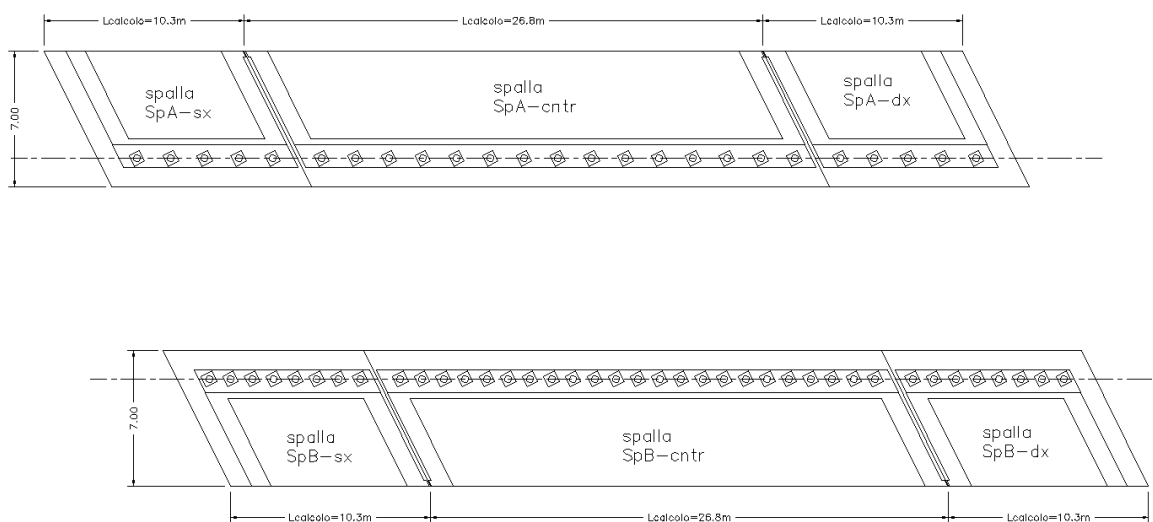 Lcalcolo=10.3m
Lcalcolo=26.8m
Lcalcolo=10.3m
7.00
spalla
SpA-sx
spalla
SpA-cntr
spalla
SpA-dx
7.00
spalla
SpB-sx
spalla
SpB-cntr
spalla
SpB-dx
Lcalcolo=10.3m
Lcalcolo=26.8m
Lcalcolo=10.3m